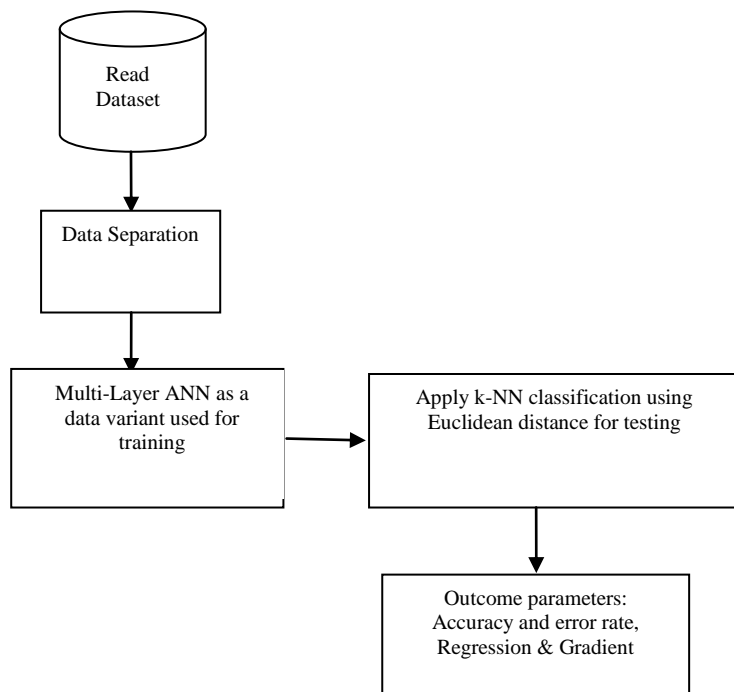 Read
Dataset
Data Separation
Multi-Layer ANN as a
data variant used for
training
Apply k-NN classification using
Euclidean distance for testing
Outcome parameters:
Accuracy and error rate,
Regression & Gradient